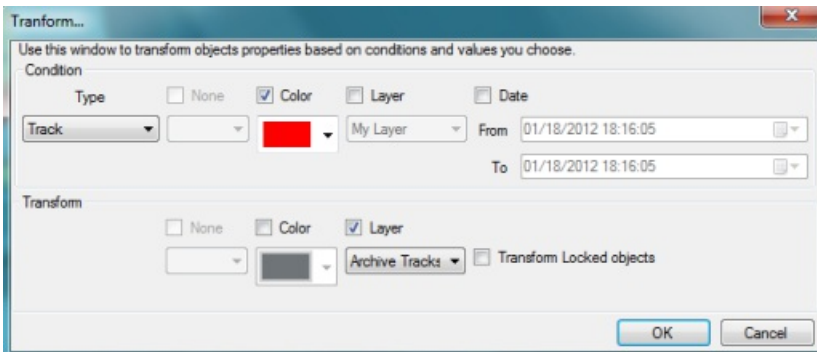 Tranform...
Use this window to transform objects properties based on conditions and values you choose.
Condition
Type None Color Layer Date
Track My Layer From 01/18/2012 18:16:05
To 01/18/2012 18:16:05
Transform
None Color Layer
Archive Tracks Transform Locked objects
OK Cancel